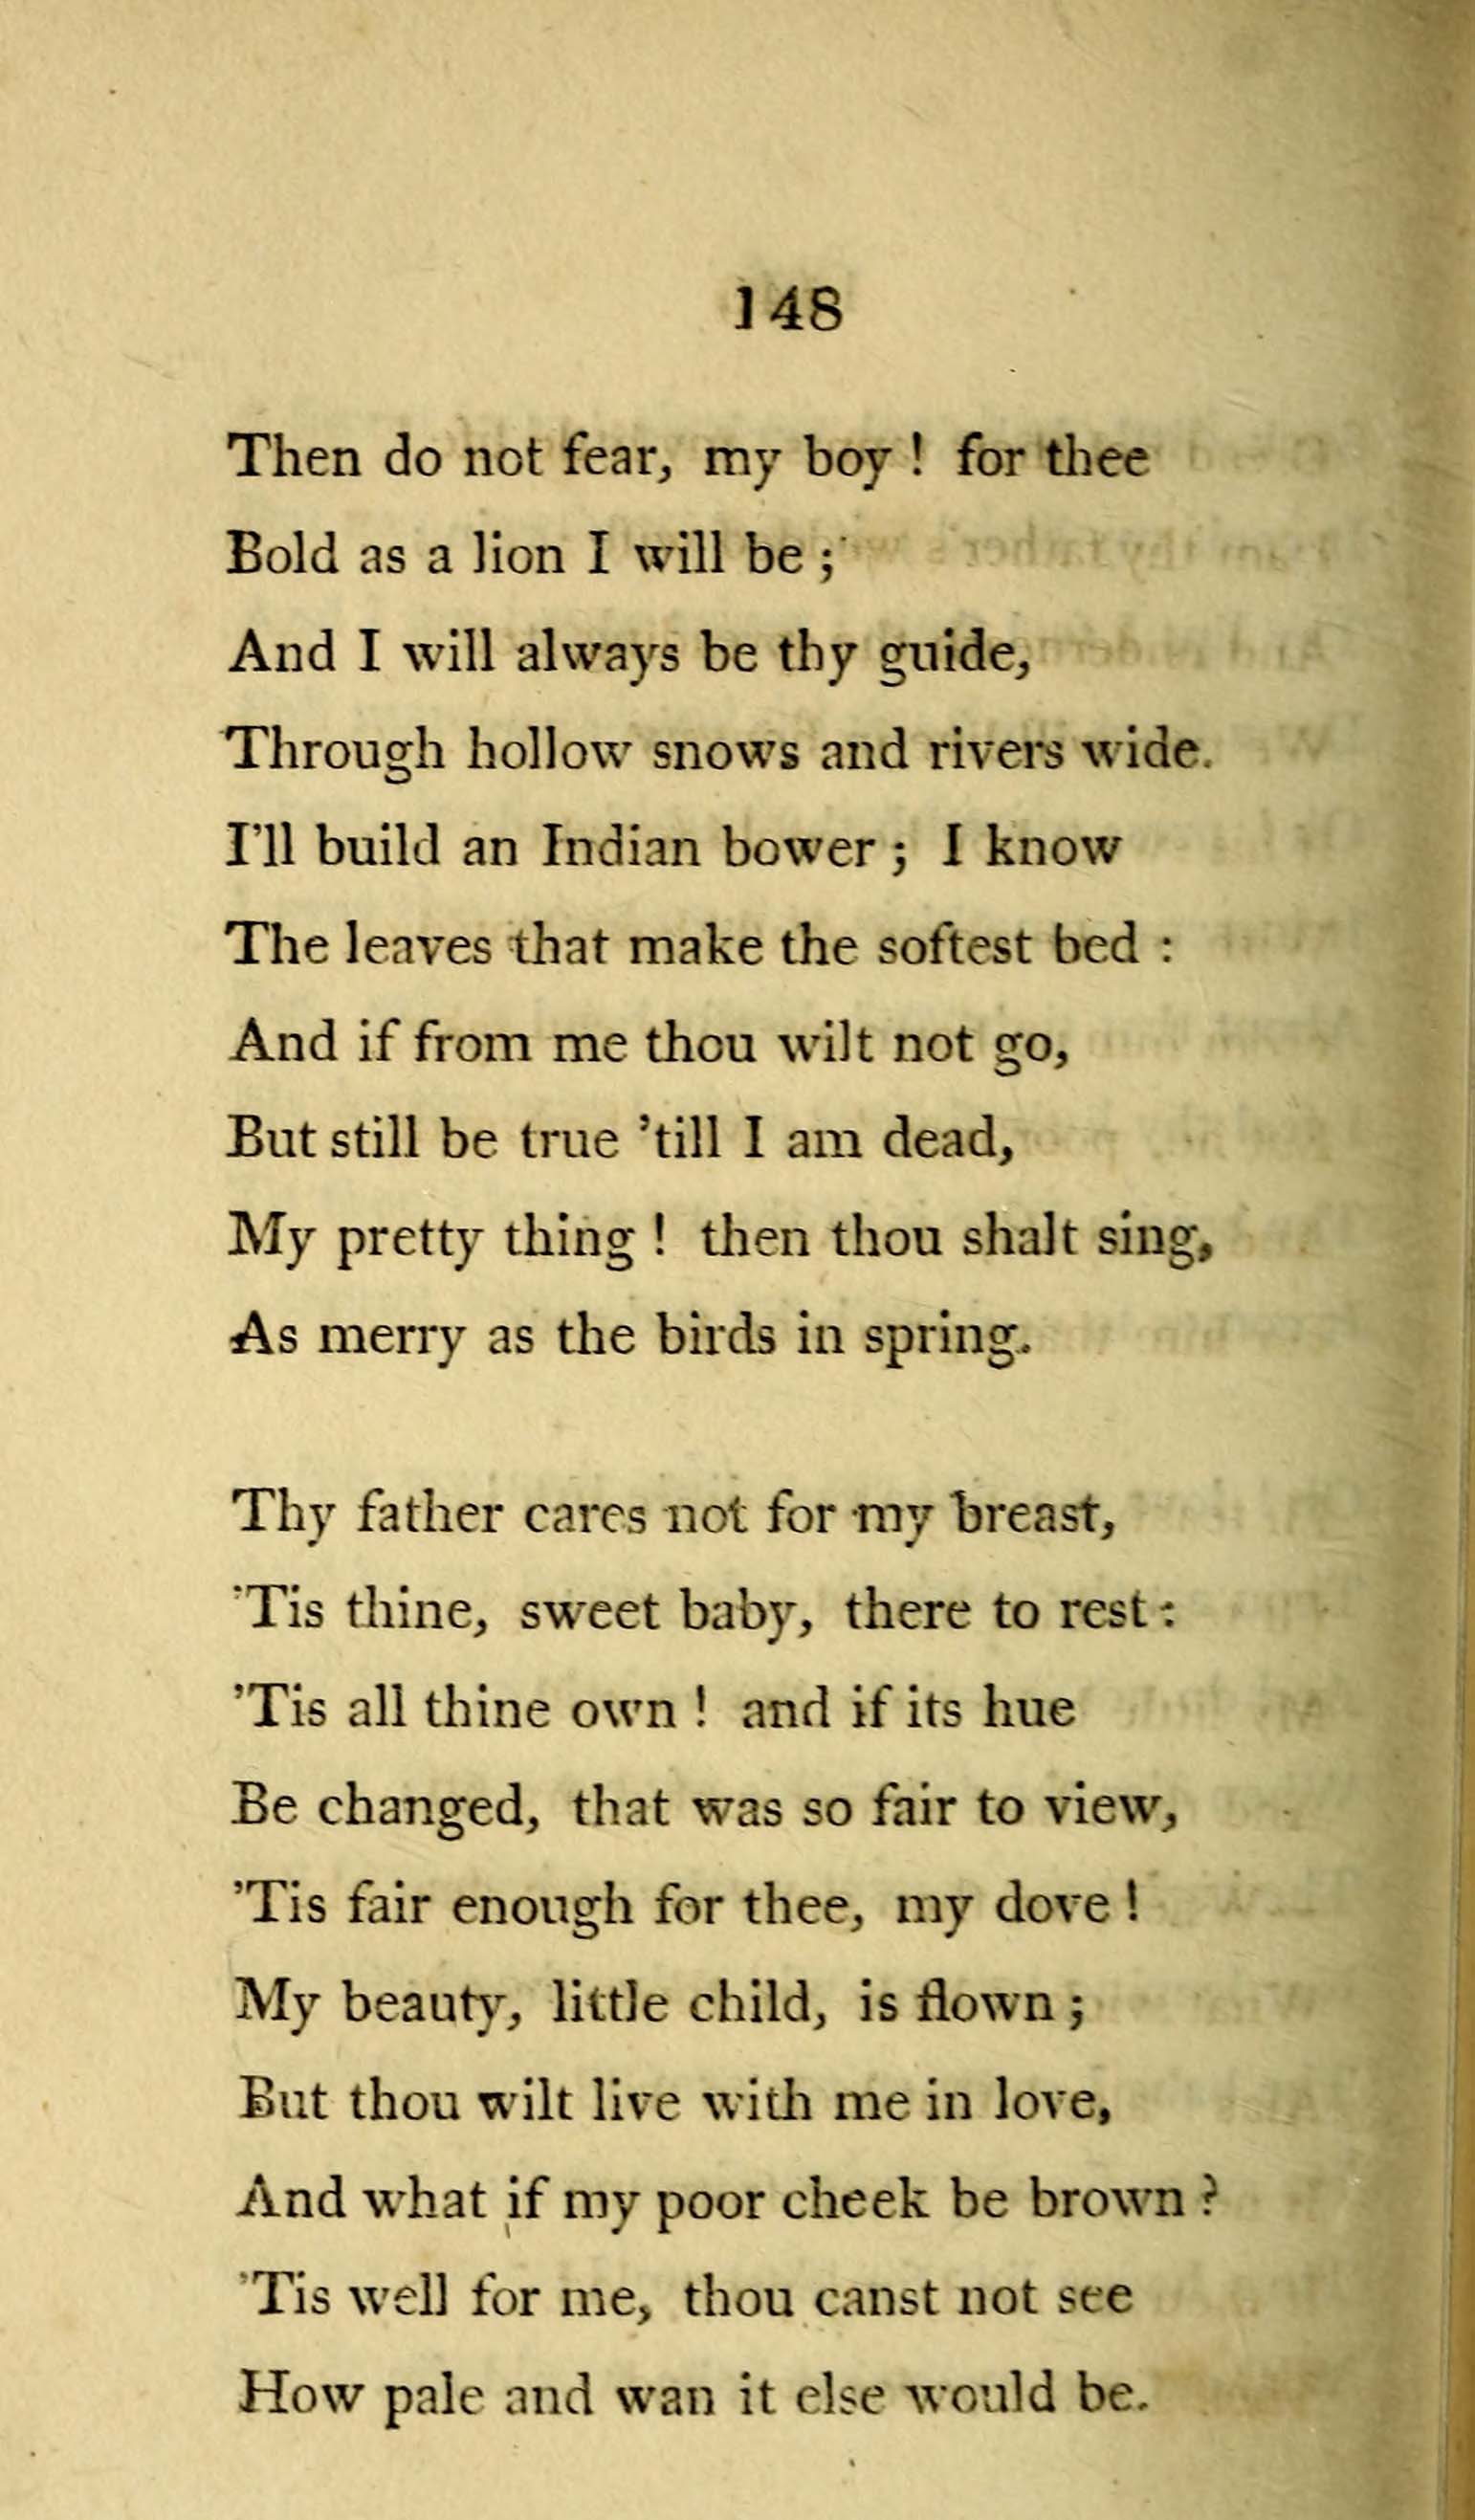 148
Then do not fear, my boy ! for thee
Bold as a lion I will be ;
And I will always be thy guide,
Through hollow snows and rivers wide.
I'll build an Indian bower ; I know
The leaves that make the softest bed :
And if from me thou wilt not go,
But still be true 'till I am dead,
My pretty thing ! then thou shalt sing,
As merry as the birds in spring.
Thy father cares not for my breast,
'Tis thine, sweet baby, there to rest :
'Tis all thine own ! and if its hue
Be changed, that was so fair to view,
'Tis fair enough for thee, my dove !
My beauty, little child, is flown ;
But thou wilt live with me in love,
And what if my poor cheek be brown ?
'Tis well for me, thou canst not see
How pale and wan it else would be.